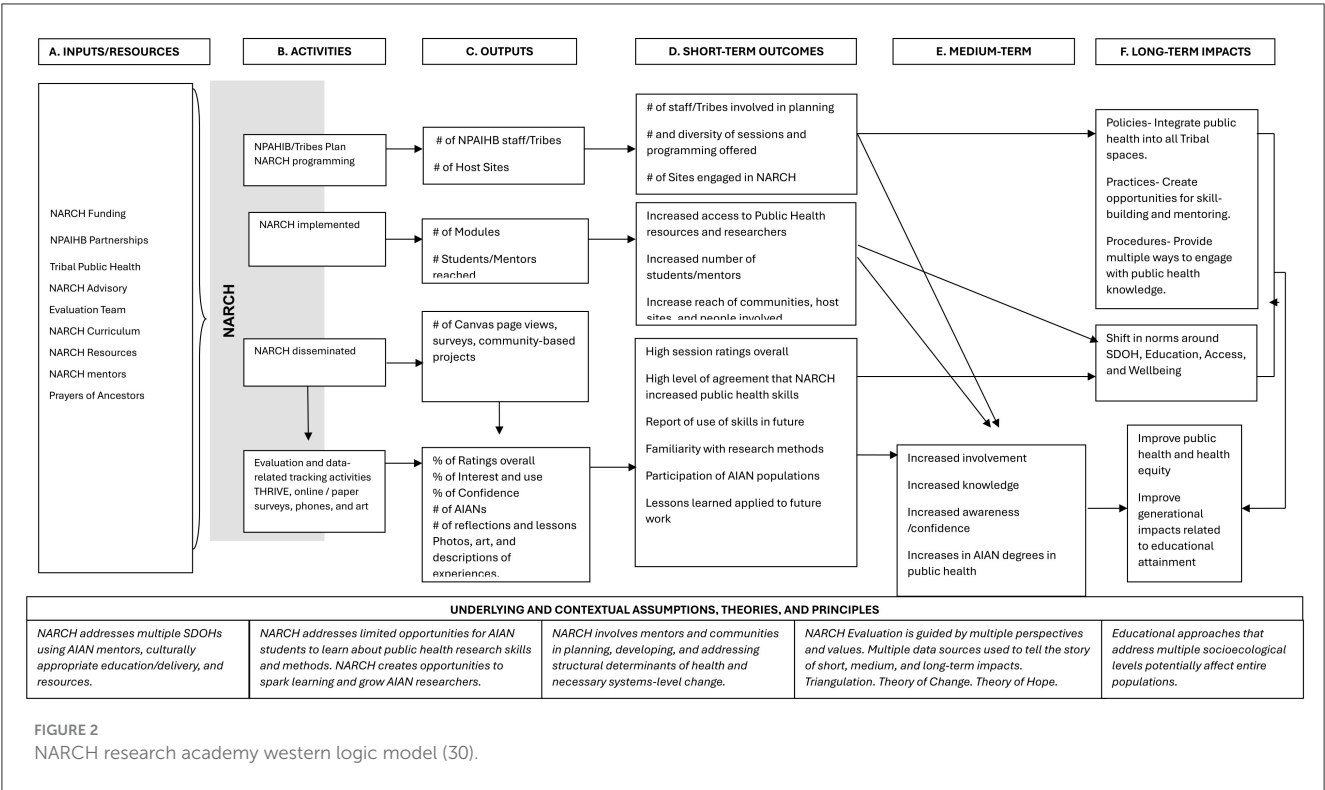 A. INPUTS/RESOURCES
B. ACTIVITIES
C. OUTPUTS
D. SHORT-TERM OUTCOMES
E. MEDIUM-TERM
F. LONG-TERM IMPACTS
NARCH Funding
NPAIHB Partnerships
Tribal Public Health
NARCH Advisory
Evaluation Team
NARCH Curriculum
NARCH Resources
NARCH mentors
Prayers of Ancestors
NARCH
NPAHIB/Tribes Plan
NARCH programming
NARCH implemented
NARCH disseminated
Evaluation and data-
related tracking activities
THRIVE, online / paper
surveys, phones, and art
# of NPAIHB staff/Tribes
# of Host Sites
# of Modules
# Students/Mentors
reached
# of Canvas page views,
surveys, community-based
projects
% of Ratings overall
% of Interest and use
% of Confidence
# of AIANs
# of reflections and lessons
Photos, art, and
descriptions of
experiences.
# of staff/Tribes involved in planning
# and diversity of sessions and
programming offered
# of Sites engaged in NARCH
Increased access to Public Health
resources and researchers
Increased number of
students/mentors
Increase reach of communities, host
sites, and people involved
High session ratings overall
High level of agreement that NARCH
increased public health skills
Report of use of skills in future
Familiarity with research methods
Participation of AIAN populations
Lessons learned applied to future
work
Increased involvement
Increased knowledge
Increased awareness
/confidence
Increases in AIAN degrees in
public health
Policies- Integrate public
health into all Tribal
spaces.
Practices- Create
opportunities for skill-
building and mentoring.
Procedures- Provide
multiple ways to engage
with public health
knowledge.
Shift in norms around
SDOH, Education, Access,
and Wellbeing
Improve public
health and health
equity
Improve
generational
impacts related
to educational
attainment
UNDERLYING AND CONTEXTUAL ASSUMPTIONS, THEORIES, AND PRINCIPLES
NARCH addresses multiple SDOHs
using AIAN mentors, culturally
appropriate education/delivery, and
resources.
NARCH addresses limited opportunities for AIAN
students to learn about public health research skills
and methods. NARCH creates opportunities to
spark learning and grow AIAN researchers.
NARCH involves mentors and communities
in planning, developing, and addressing
structural determinants of health and
necessary systems-level change.
NARCH Evaluation is guided by multiple perspectives
and values. Multiple data sources used to tell the story
of short, medium, and long-term impacts.
Triangulation. Theory of Change. Theory of Hope.
Educational approaches that
address multiple socioecological
levels potentially affect entire
populations.
FIGURE 2
NARCH research academy western logic model (30).